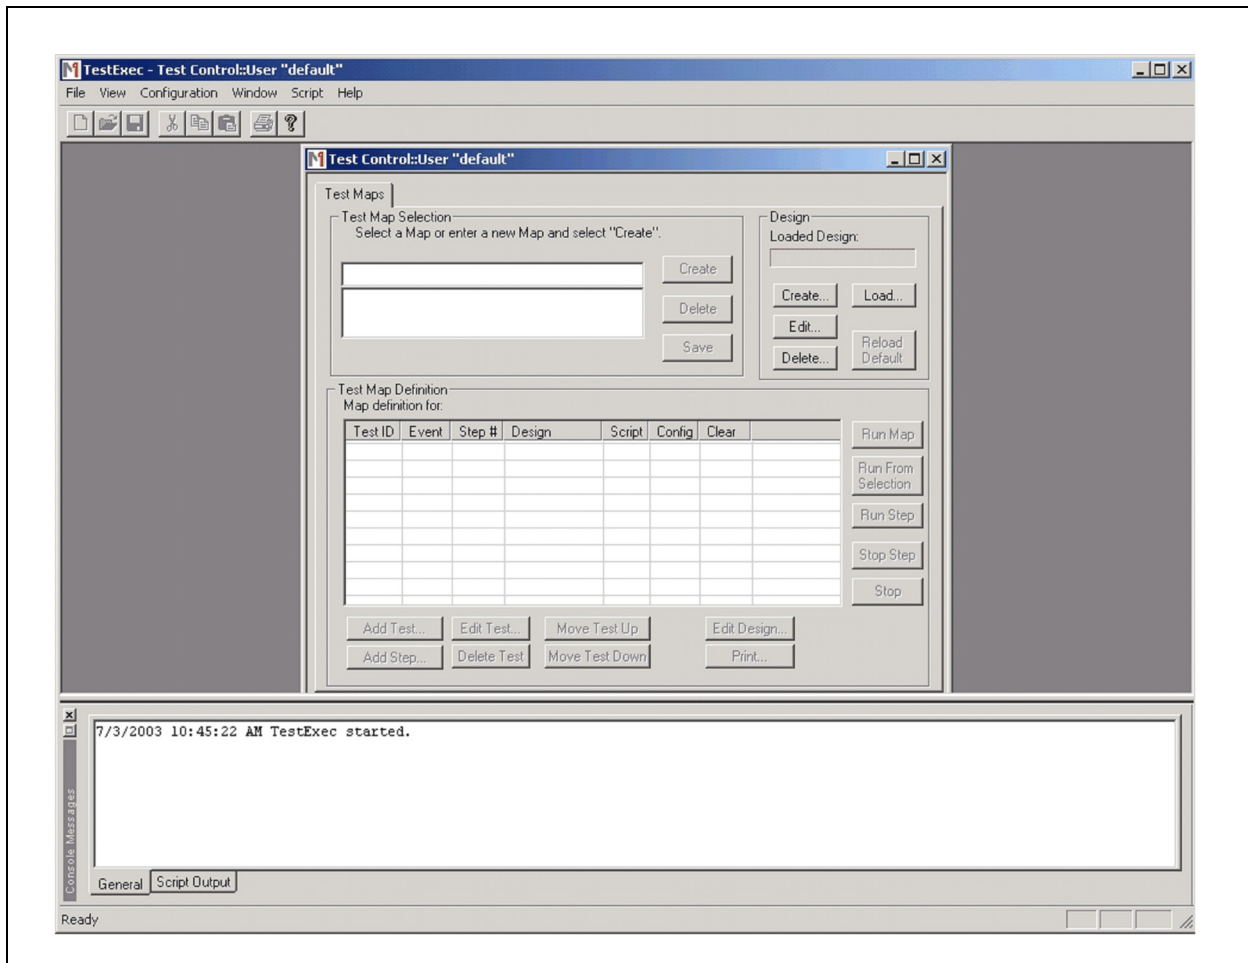 TestExec - Test Control::User "default"
File View Configuration Window Script Help
Test Control::User "default"
Test Maps
Test Map Selection
Select a Map or enter a new Map and select "Create".
Create
Delete
Save
Design
Loaded Design:
Create... Load...
Edit...
Reload
Default
Delete...
Test Map Definition
Map definition for:
Test ID Event Step # Design Script Config Clear
Run Map
Run From
Selection
Run Step
Stop Step
Stop
Add Test... Edit Test... Move Test Up Edit Design...
Add Step... Delete Test Move Test Down Print...
7/3/2003 10:45:22 AM TestExec started.
Console Messages
General Script Output
Ready